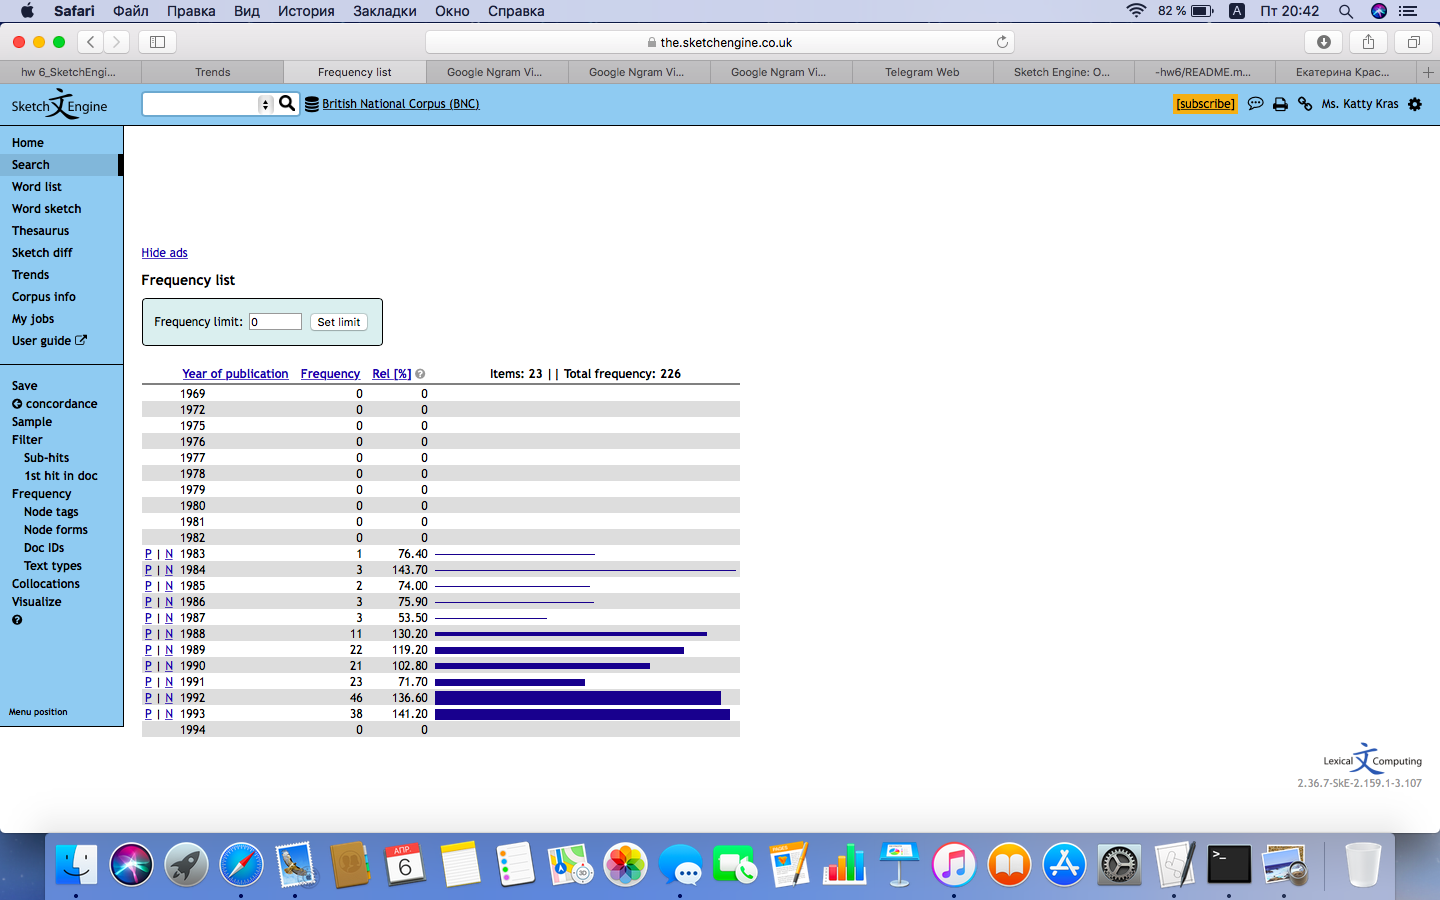 Safari Файл Правка Вид История Закладки Окно Справка 82 % A Пт 20:42
the.sketchengine.co.uk
hw 6_SketchEngi... Trends Frequency list Google Ngram Vi... Google Ngram Vi... Google Ngram Vi... Telegram Web Sketch Engine: O... -hw6/README.m... Екатерина Крас...
Sketch 文 Engine British National Corpus (BNC) [subscribe] Ms. Katty Kras
Home
Search
Word list
Word sketch
Thesaurus
Sketch diff
Trends
Corpus info
My jobs
User guide
Save
concordance
Sample
Filter
Sub-hits
1st hit in doc
Frequency
Node tags
Node forms
Doc IDs
Text types
Collocations
Visualize
?
Menu position
Hide ads
Frequency list
Frequency limit: 0 Set limit
Year of publication Frequency Rel [%] ? Items: 23 || Total frequency: 226
1969 0 0
1972 0 0
1975 0 0
1976 0 0
1977 0 0
1978 0 0
1979 0 0
1980 0 0
1981 0 0
1982 0 0
P | N 1983 1 76.40
P | N 1984 3 143.70
P | N 1985 2 74.00
P | N 1986 3 75.90
P | N 1987 3 53.50
P | N 1988 11 130.20
P | N 1989 22 119.20
P | N 1990 21 102.80
P | N 1991 23 71.70
P | N 1992 46 136.60
P | N 1993 38 141.20
1994 0 0
Lexical 文 Computing
2.36.7-SkE-2.159.1-3.107
АПР.
6
PAGES
3D
>_